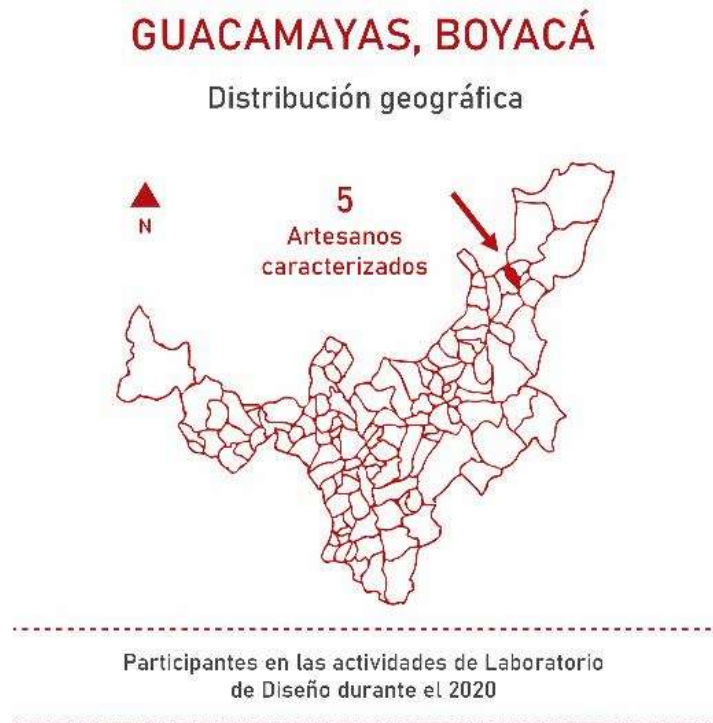 GUACAMAYAS, BOYACÁ
Distribución geográfica
N
5
Artesanos
caracterizados
Participantes en las actividades de Laboratorio
de Diseño durante el 2020